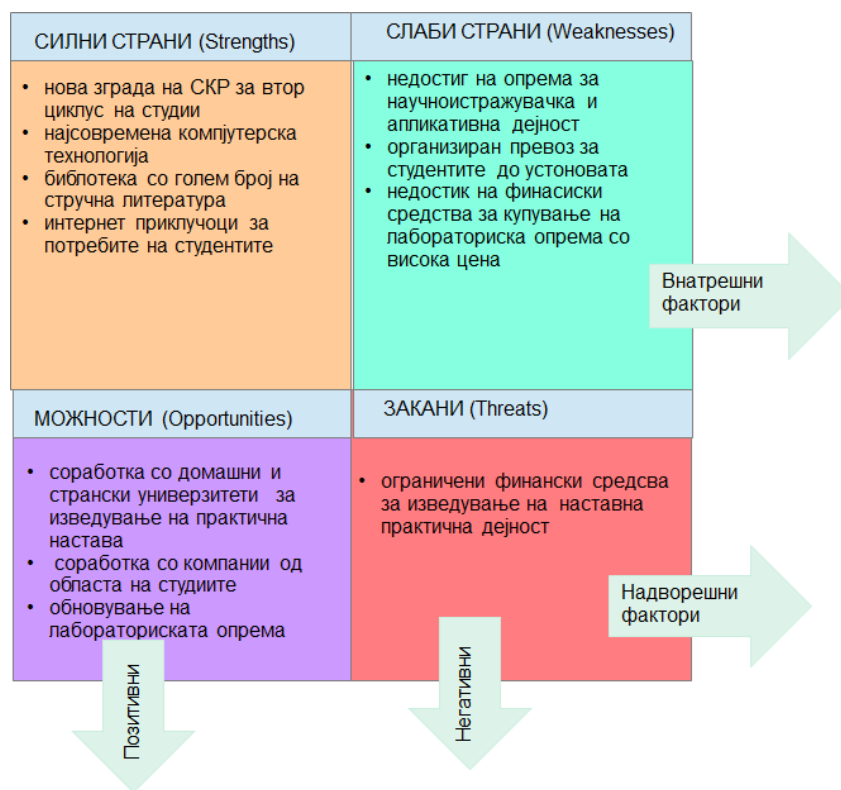 СИЛНИ СТРАНИ (Strengths)
• нова зграда на СКР за втор
циклус на студии
• најсовремена компјутерска
технологија
• библотека со голем број на
стручна литература
• интернет приклучоци за
потребите на студентите
СЛАБИ СТРАНИ (Weaknesses)
• недостиг на опрема за
научноистражувачка и
апликативна дејност
• организиран превоз за
студентите до устоновата
• недостик на финасиски
средства за купување на
лабораториска опрема со
висока цена
Внатрешни
фактори
МОЖНОСТИ (Opportunities)
• соработка со домашни и
странски универзитети за
изведување на практична
настава
• соработка со компании од
областа на студиите
• обновување на
лабораториската опрема
ЗАКАНИ (Threats)
• ограничени финански средсва
за изведување на наставна
практична дејност
Надворешни
фактори
Позитивни
Негативни